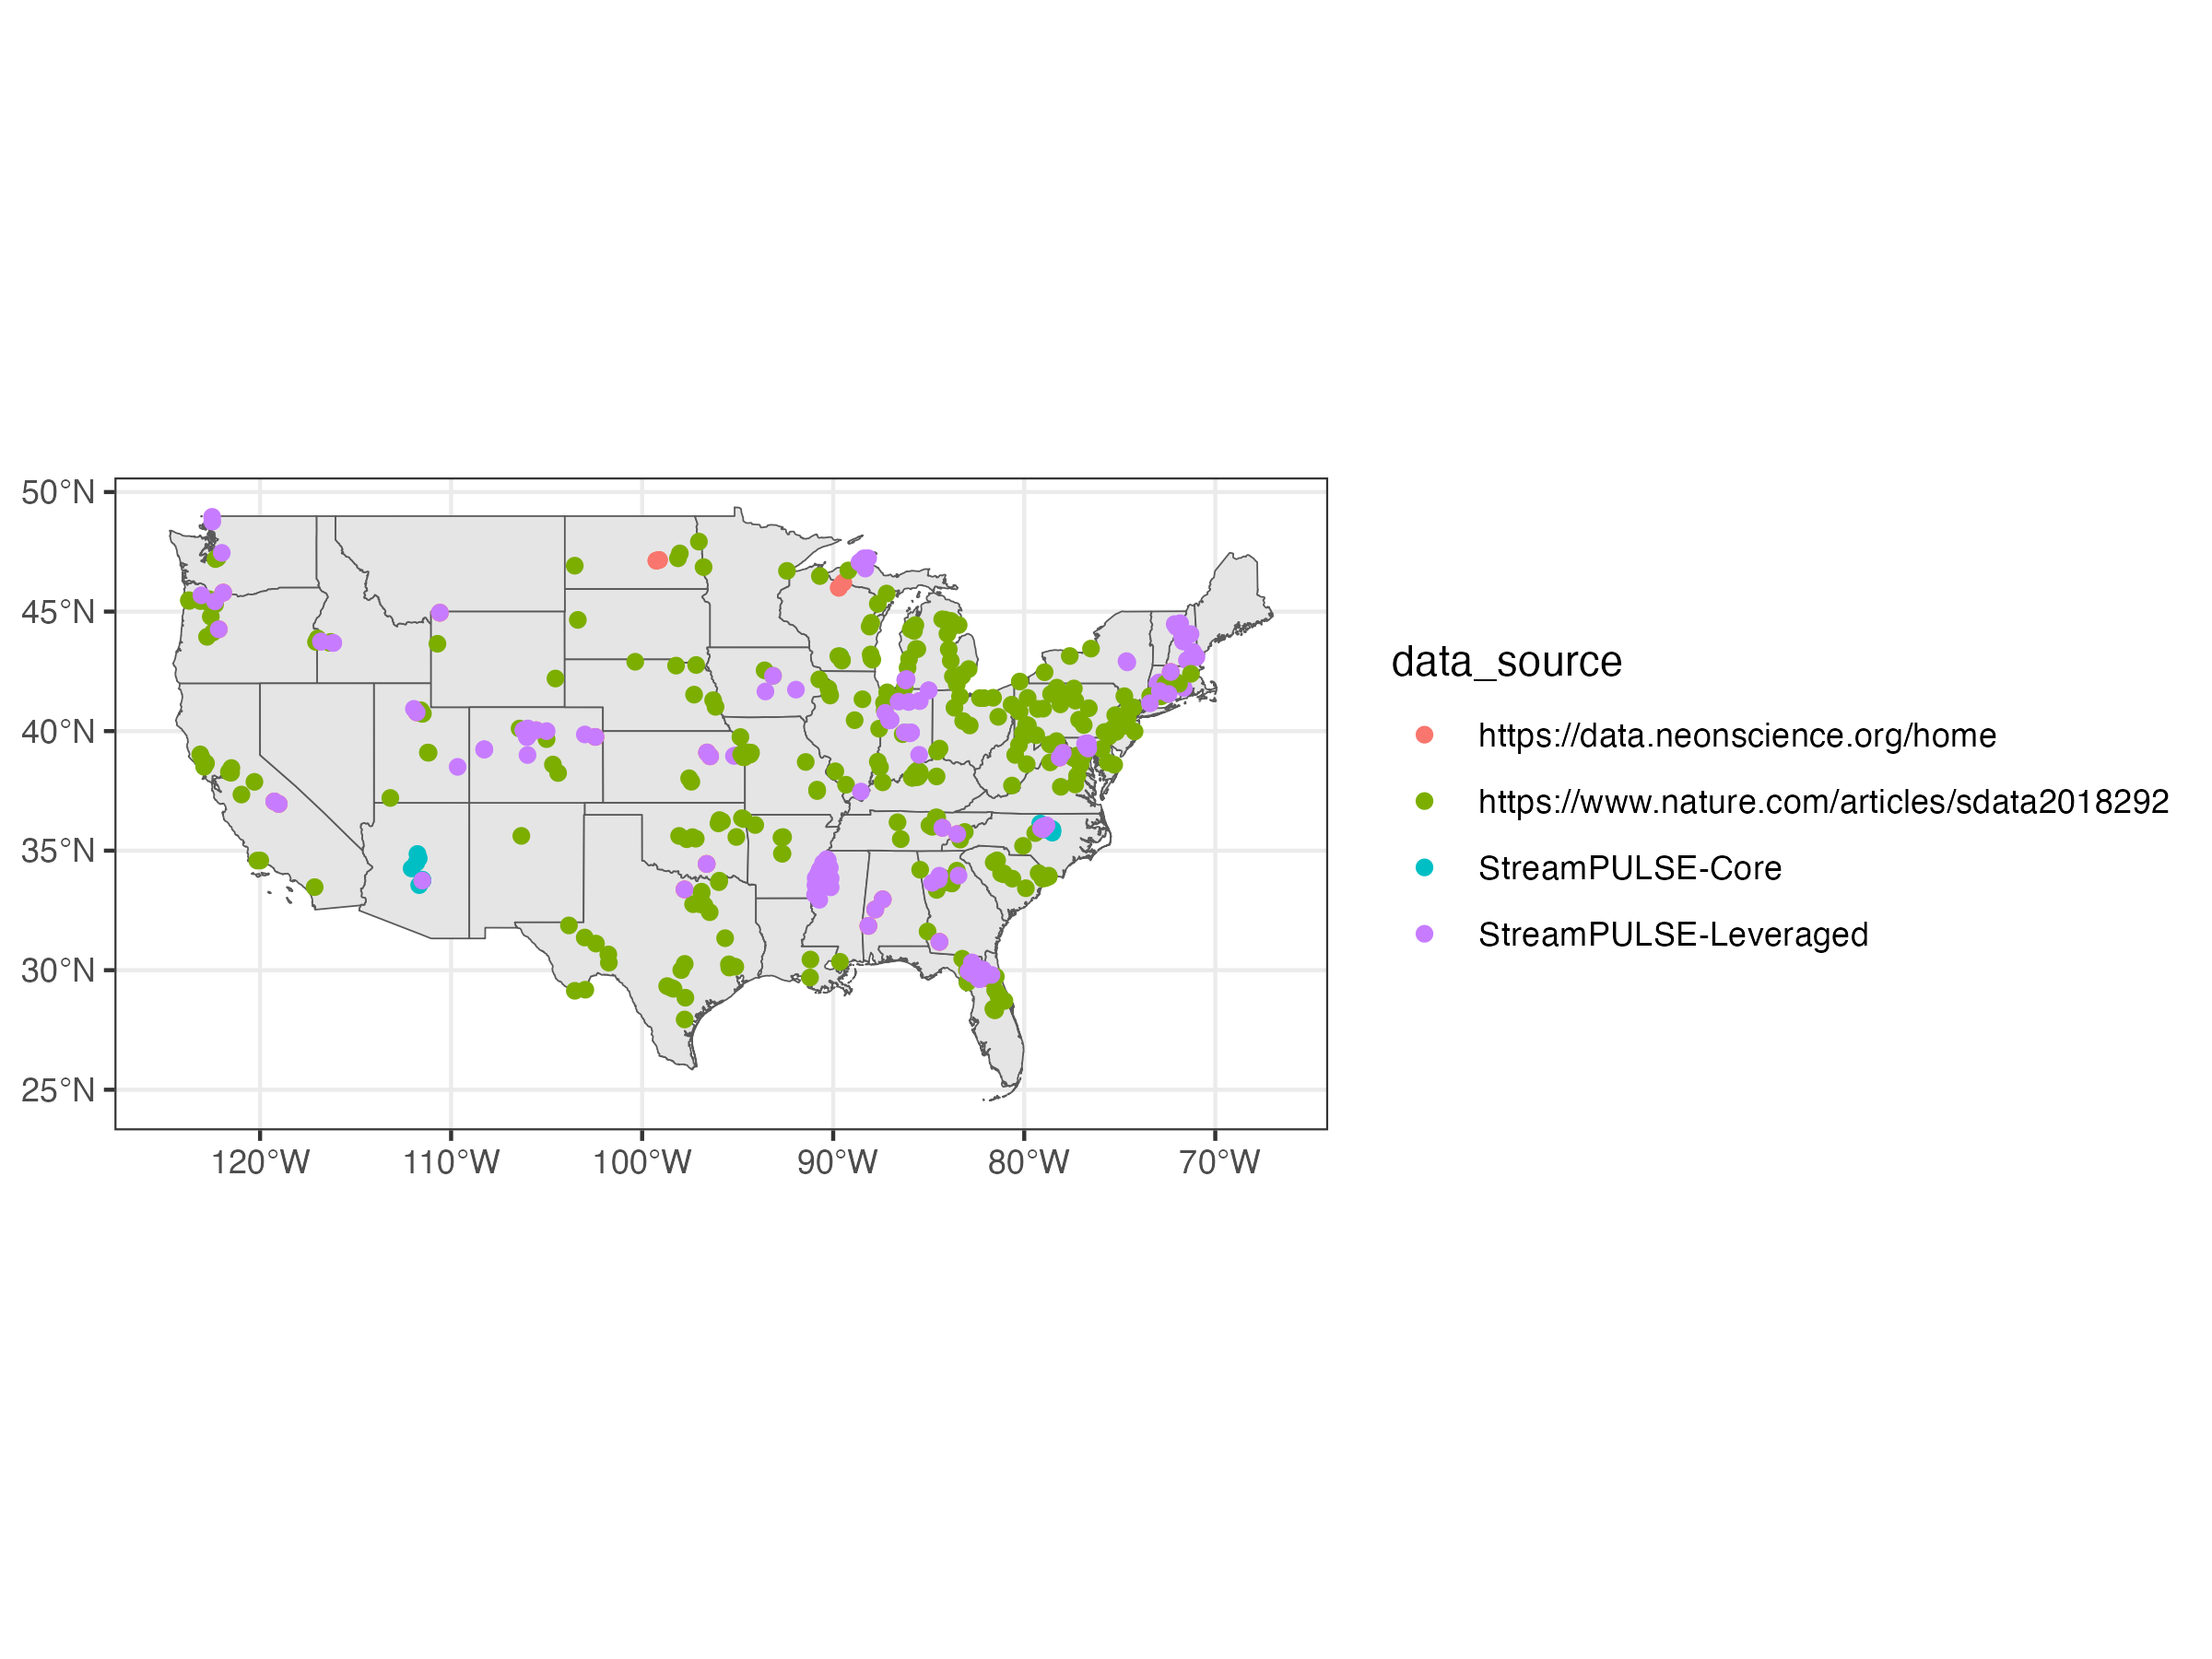 50°N
45°N
40°N
35°N
30°N
25°N
120°W
110°W
100°W
90°W
80°W
70°W
data_source
https://data.neonscience.org/home
https://www.nature.com/articles/sdata2018292
StreamPULSE-Core
StreamPULSE-Leveraged